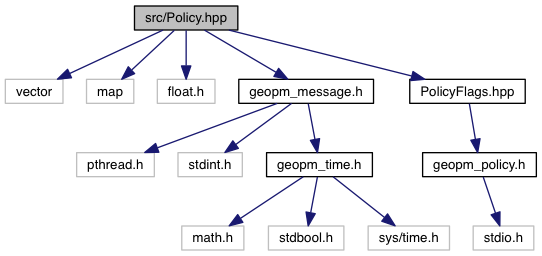 src/Policy.hpp
vector
map
float.h
geopm_message.h
PolicyFlags.hpp
pthread.h
stdint.h
geopm_time.h
geopm_policy.h
math.h
stdbool.h
sys/time.h
stdio.h